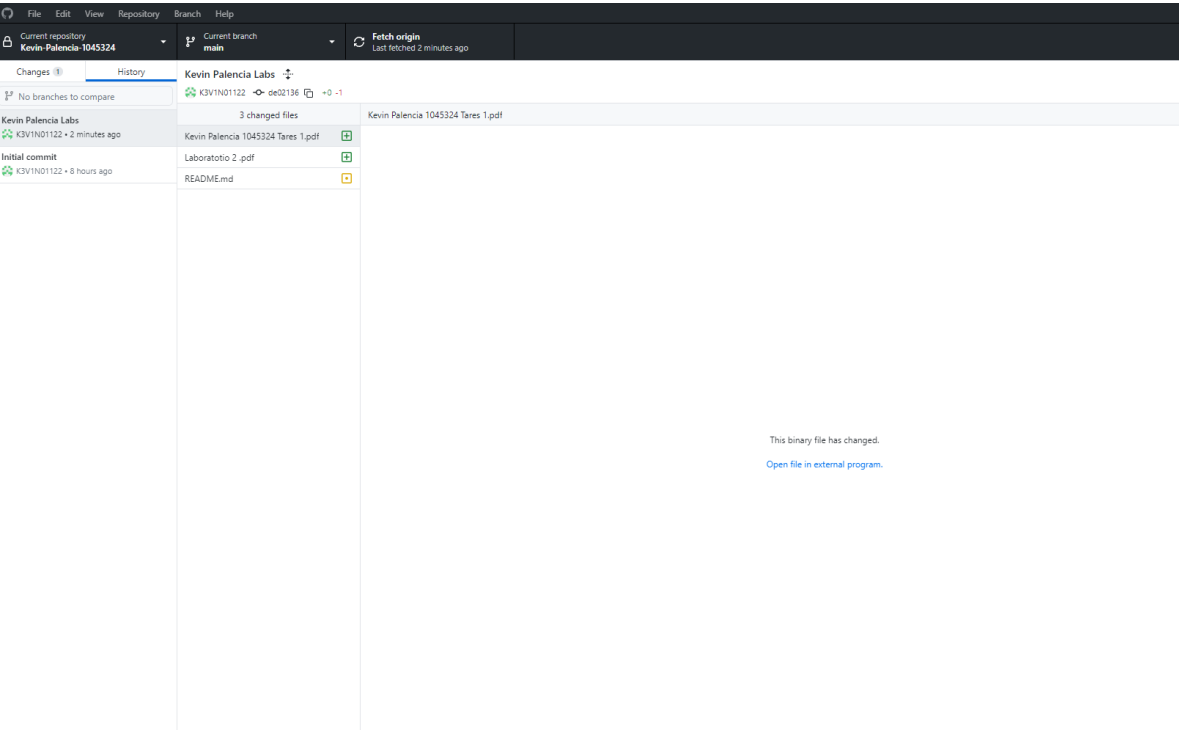 File Edit View Repository Branch Help
Current repository
Kevin-Palencia-1045324
Current branch
main
Fetch origin
Last fetched 2 minutes ago
Changes 1 History
No branches to compare
Kevin Palencia Labs
K3V1N01122 • 2 minutes ago
Initial commit
K3V1N01122 • 8 hours ago
Kevin Palencia Labs
K3V1N01122 de02136 +0 -1
3 changed files
Kevin Palencia 1045324 Tares 1.pdf
Laboratotio 2 .pdf
README.md
Kevin Palencia 1045324 Tares 1.pdf
This binary file has changed.
Open file in external program.